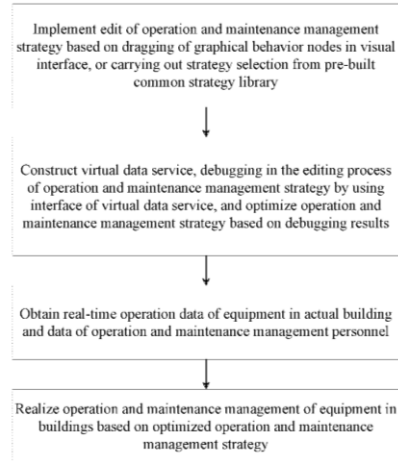 Implement edit of operation and maintenance management
strategy based on dragging of graphical behavior nodes in visual
interface, or carrying out strategy selection from pre-built
common strategy library
Construct virtual data service, debugging in the editing process
of operation and maintenance management strategy by using
interface of virtual data service, and optimize operation and
maintenance management strategy based on debugging results
Obtain real-time operation data of equipment in actual building
and data of operation and maintenance management personnel
Realize operation and maintenance management of equipment in
buildings based on optimized operation and maintenance
management strategy